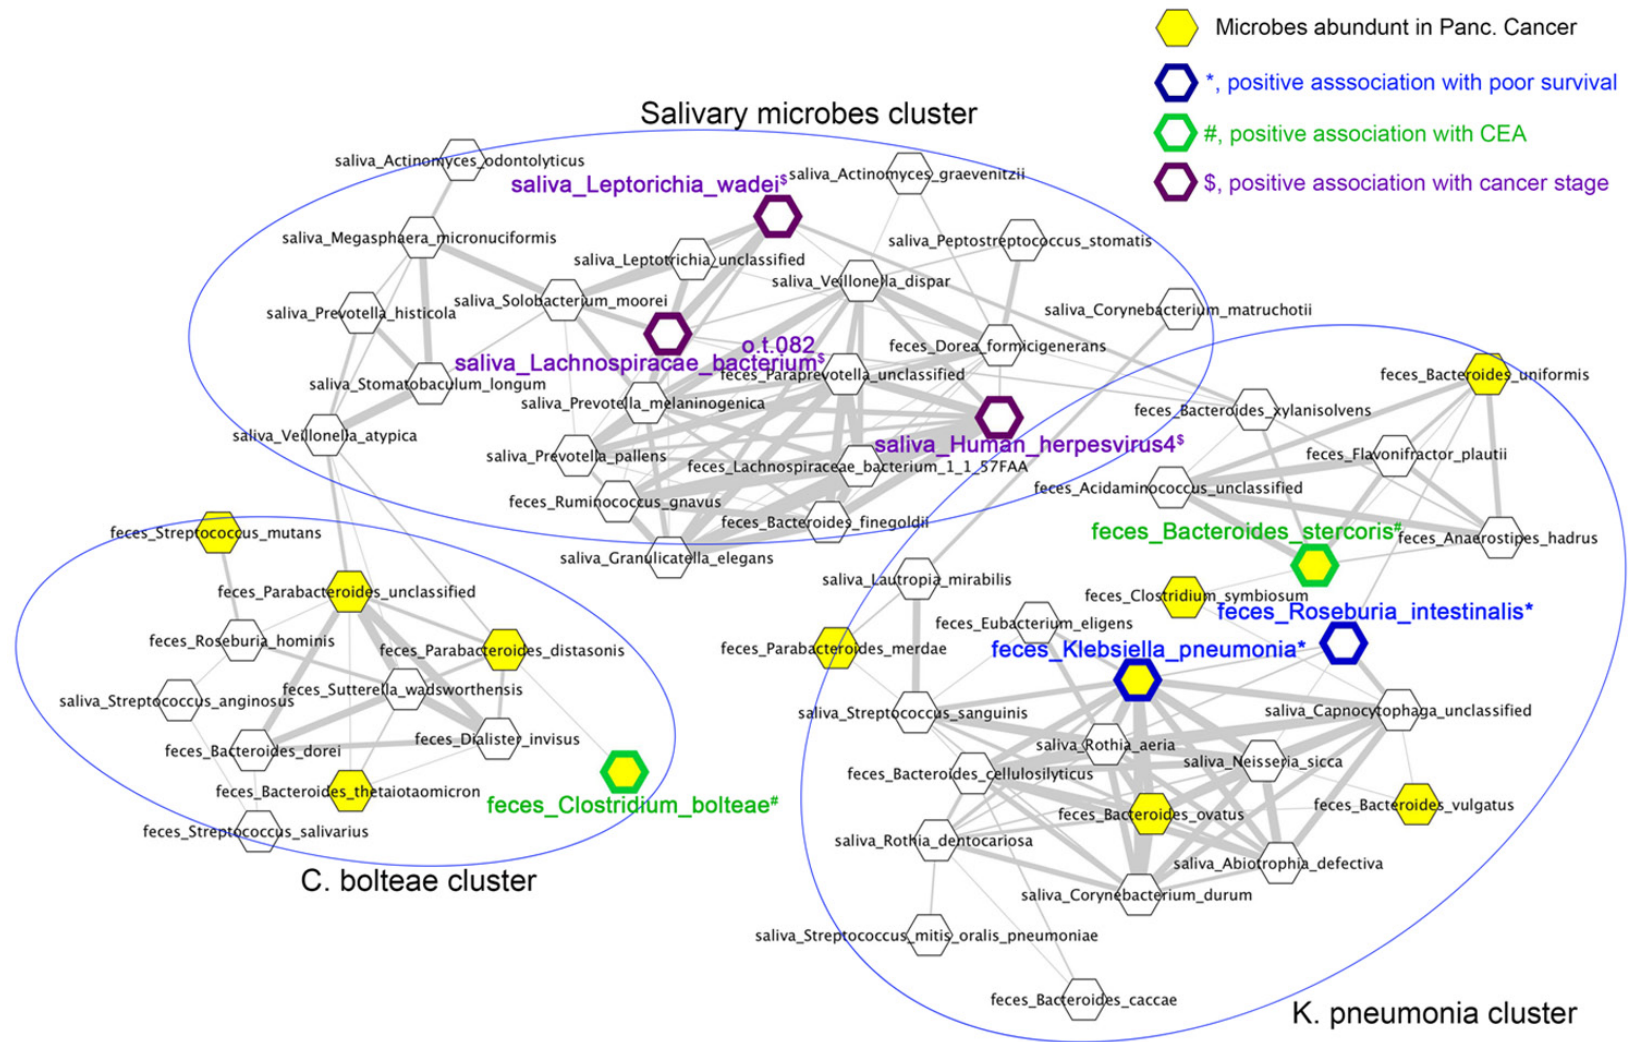 Microbes abundunt in Panc. Cancer
*, positive asssociation with poor survival
#, positive association with CEA
$, positive association with cancer stage
Salivary microbes cluster
saliva_Actinomyces_odontolyticus
saliva_Leptorichia_wadei$
saliva_Actinomyces_graevenitzii
saliva_Megasphaera_micronuciformis
saliva_Peptostreptococcus_stomatis
saliva_Leptotrichia_unclassified
saliva_Veillonella_dispar
saliva_Solobacterium_moorei
saliva_Prevotella_histicola
saliva_Corynebacterium_matruchotii
o.t.082
saliva_Lachnospiracae_bacterium$
feces_Dorea_formicigenerans
feces_Paraprevotella_unclassified
feces_Bacteroides_uniformis
saliva_Stomatobaculum_longum
saliva_Prevotella_melaninogenica
feces_Bacteroides_xylanisolvens
saliva_Veillonella_atypica
saliva_Human_herpesvirus4$
saliva_Prevotella_pallens
feces_Flavonifractor_plautii
feces_Lachnospiraceae_bacterium_1_1_57FAA
feces_Acidaminococcus_unclassified
feces_Ruminococcus_gnavus
feces_Bacteroides_finegoldii
feces_Streptococcus_mutans
feces_Bacteroides_stercoris#
feces_Anaerostipes_hadrus
saliva_Granulicatella_elegans
saliva_Lautropia_mirabilis
feces_Parabacteroides_unclassified
feces_Clostridium_symbiosum
feces_Roseburia_intestinalis*
feces_Eubacterium_eligens
feces_Roseburia_hominis
feces_Parabacteroides_distasonis
feces_Parabacteroides_merdae
feces_Klebsiella_pneumonia*
feces_Sutterella_wadsworthensis
saliva_Streptococcus_anginosus
saliva_Streptococcus_sanguinis
saliva_Capnocytophaga_unclassified
feces_Dialister_invisus
feces_Bacteroides_dorei
saliva_Rothia_aeria
saliva_Neisseria_sicca
feces_Bacteroides_cellulosilyticus
feces_Bacteroides_thetaiotaomicron
feces_Clostridium_bolteae#
feces_Bacteroides_vulgatus
feces_Bacteroides_ovatus
feces_Streptococcus_salivarius
saliva_Rothia_dentocariosa
saliva_Abiotrophia_defectiva
C. bolteae cluster
saliva_Corynebacterium_durum
saliva_Streptococcus_mitis_oralis_pneumoniae
feces_Bacteroides_caccae
K. pneumonia cluster